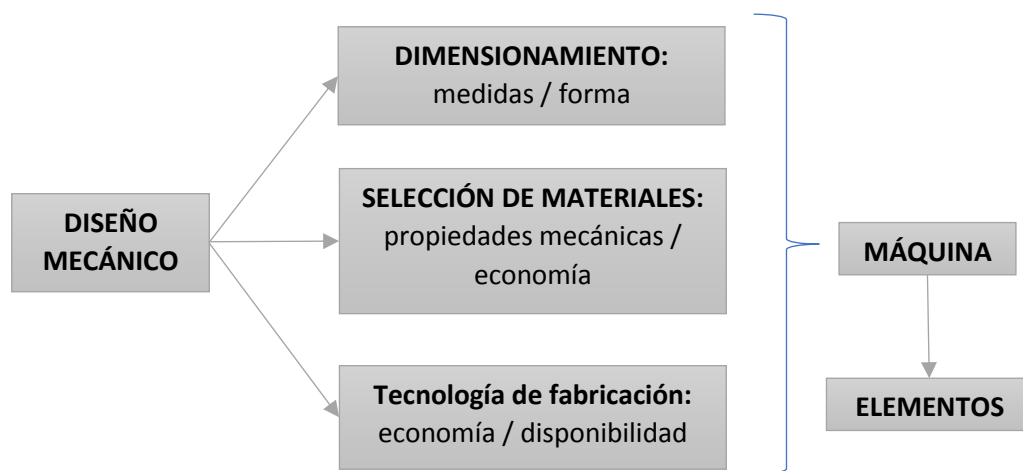 DISEÑO
MECÁNICO
DIMENSIONAMIENTO:
medidas / forma
SELECCIÓN DE MATERIALES:
propiedades mecánicas /
economía
Tecnología de fabricación:
economía / disponibilidad
MÁQUINA
ELEMENTOS